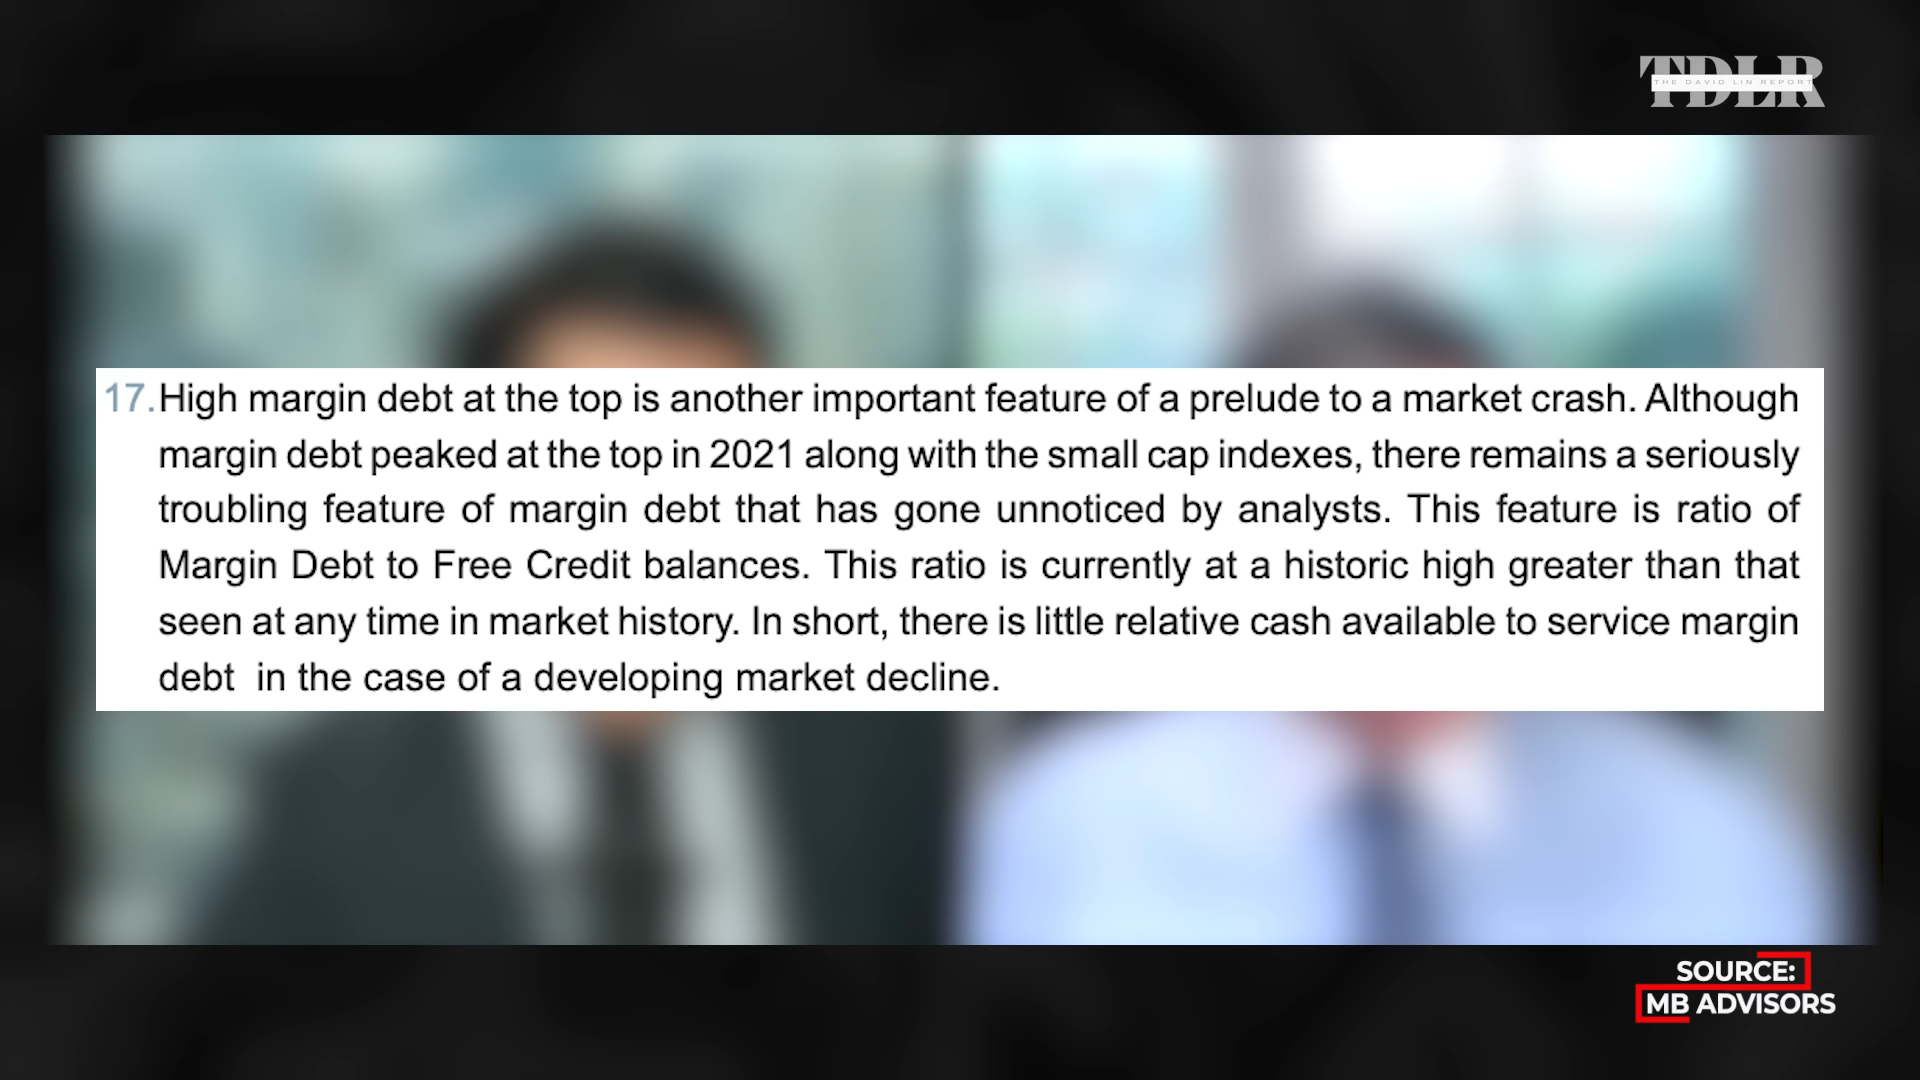 TDLR
THE DAVID LIN REPORT
17. High margin debt at the top is another important feature of a prelude to a market crash. Although
margin debt peaked at the top in 2021 along with the small cap indexes, there remains a seriously
troubling feature of margin debt that has gone unnoticed by analysts. This feature is ratio of
Margin Debt to Free Credit balances. This ratio is currently at a historic high greater than that
seen at any time in market history. In short, there is little relative cash available to service margin
debt  in the case of a developing market decline.
SOURCE:
MB ADVISORS